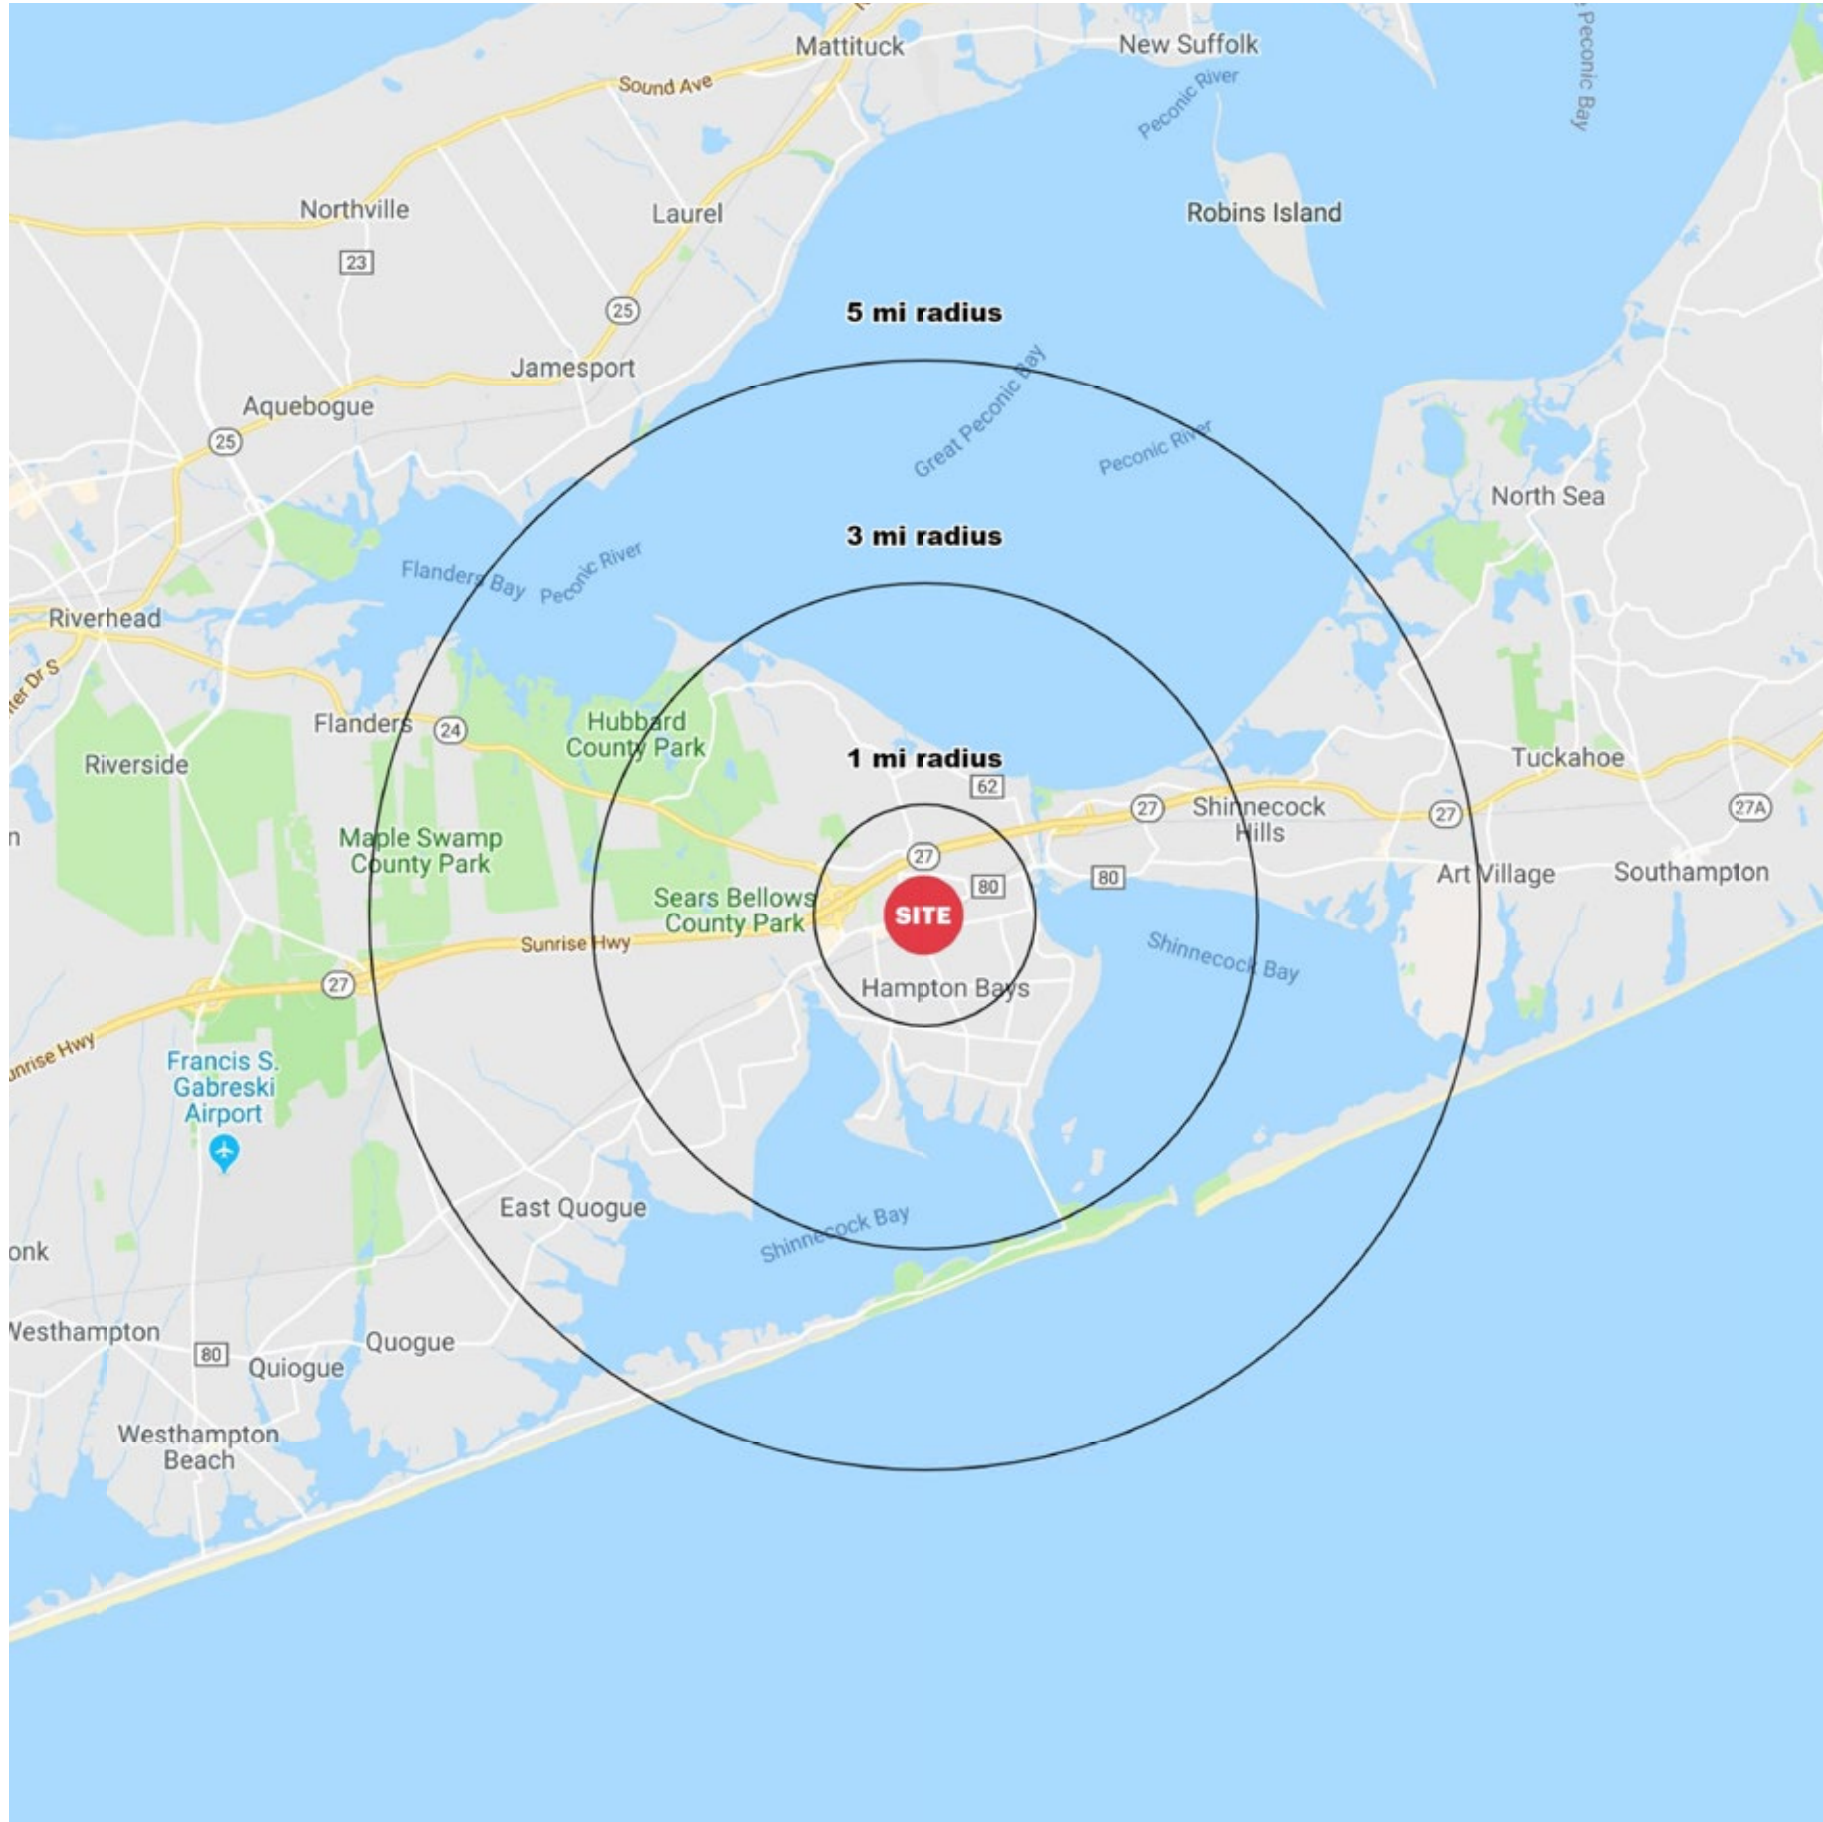 Mattituck
New Suffolk
Peconic Bay
Sound Ave
Peconic River
Northville
Laurel
Robins Island
23
25
5 mi radius
Jamesport
Great Peconic Bay
Aquebogue
25
Peconic River
North Sea
3 mi radius
Flanders Bay
Peconic River
Riverhead
Flanders
24
Hubbard
County Park
Riverside
1 mi radius
Tuckahoe
62
27
Shinnecock
Hills
27
27A
Maple Swamp
County Park
27
80
80
Art Village
Southampton
Sears Bellows
County Park
SITE
Sunrise Hwy
Shinnecock Bay
27
Hampton Bays
unrise Hwy
Francis S.
Gabreski
Airport
East Quogue
Shinnecock Bay
onk
Westhampton
80
Quogue
Quiogue
Westhampton
Beach